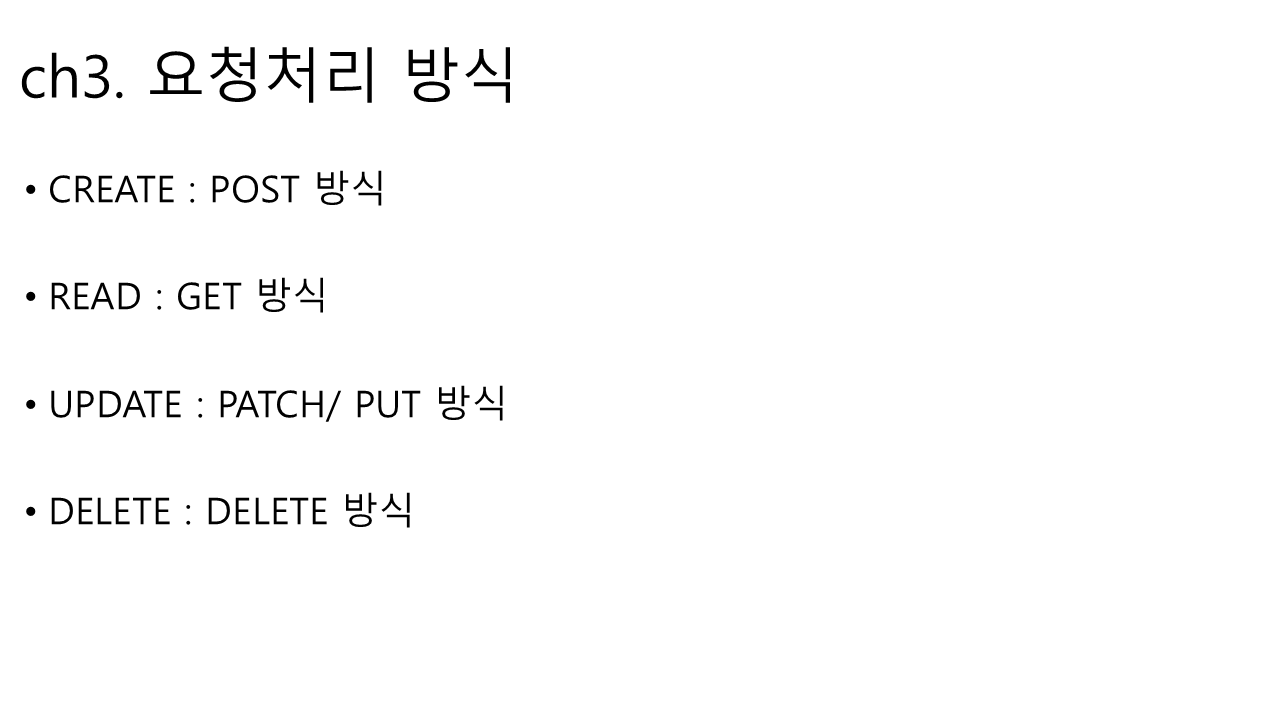 ch3. 요청처리 방식
• CREATE : POST 방식
• READ : GET 방식
• UPDATE : PATCH/ PUT 방식
• DELETE : DELETE 방식